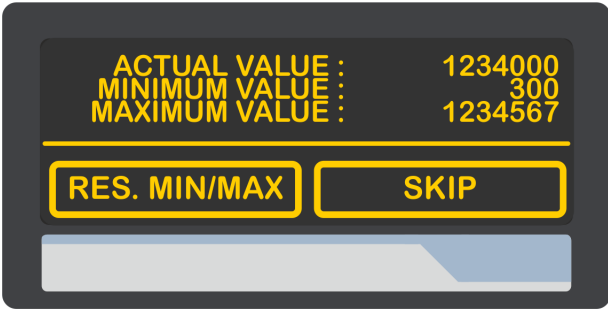 ACTUAL VALUE : 1234000
MINIMUM VALUE : 300
MAXIMUM VALUE : 1234567
RES. MIN/MAX SKIP